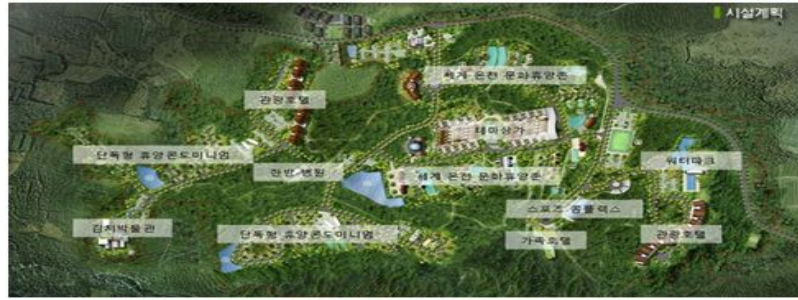 시설계획
세계 온천 문화휴양존
관광호텔
테마상가
단독형 휴양콘도미니엄
한방 병원
세계 온천 문화휴양존
워터파크
스포츠 콤플렉스
김치박물관
단독형 휴양콘도미니엄
가족호텔
관광호텔